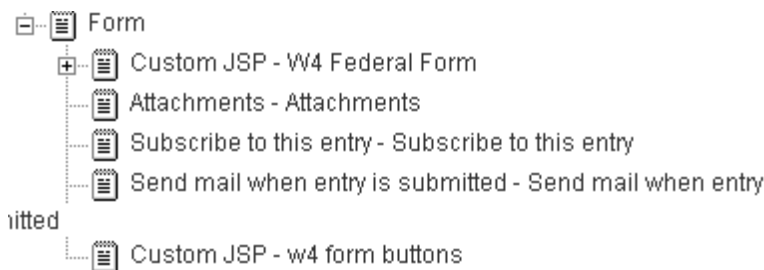 Form
Custom JSP - W4 Federal Form
Attachments - Attachments
Subscribe to this entry - Subscribe to this entry
Send mail when entry is submitted - Send mail when entry
nitted
Custom JSP - w4 form buttons